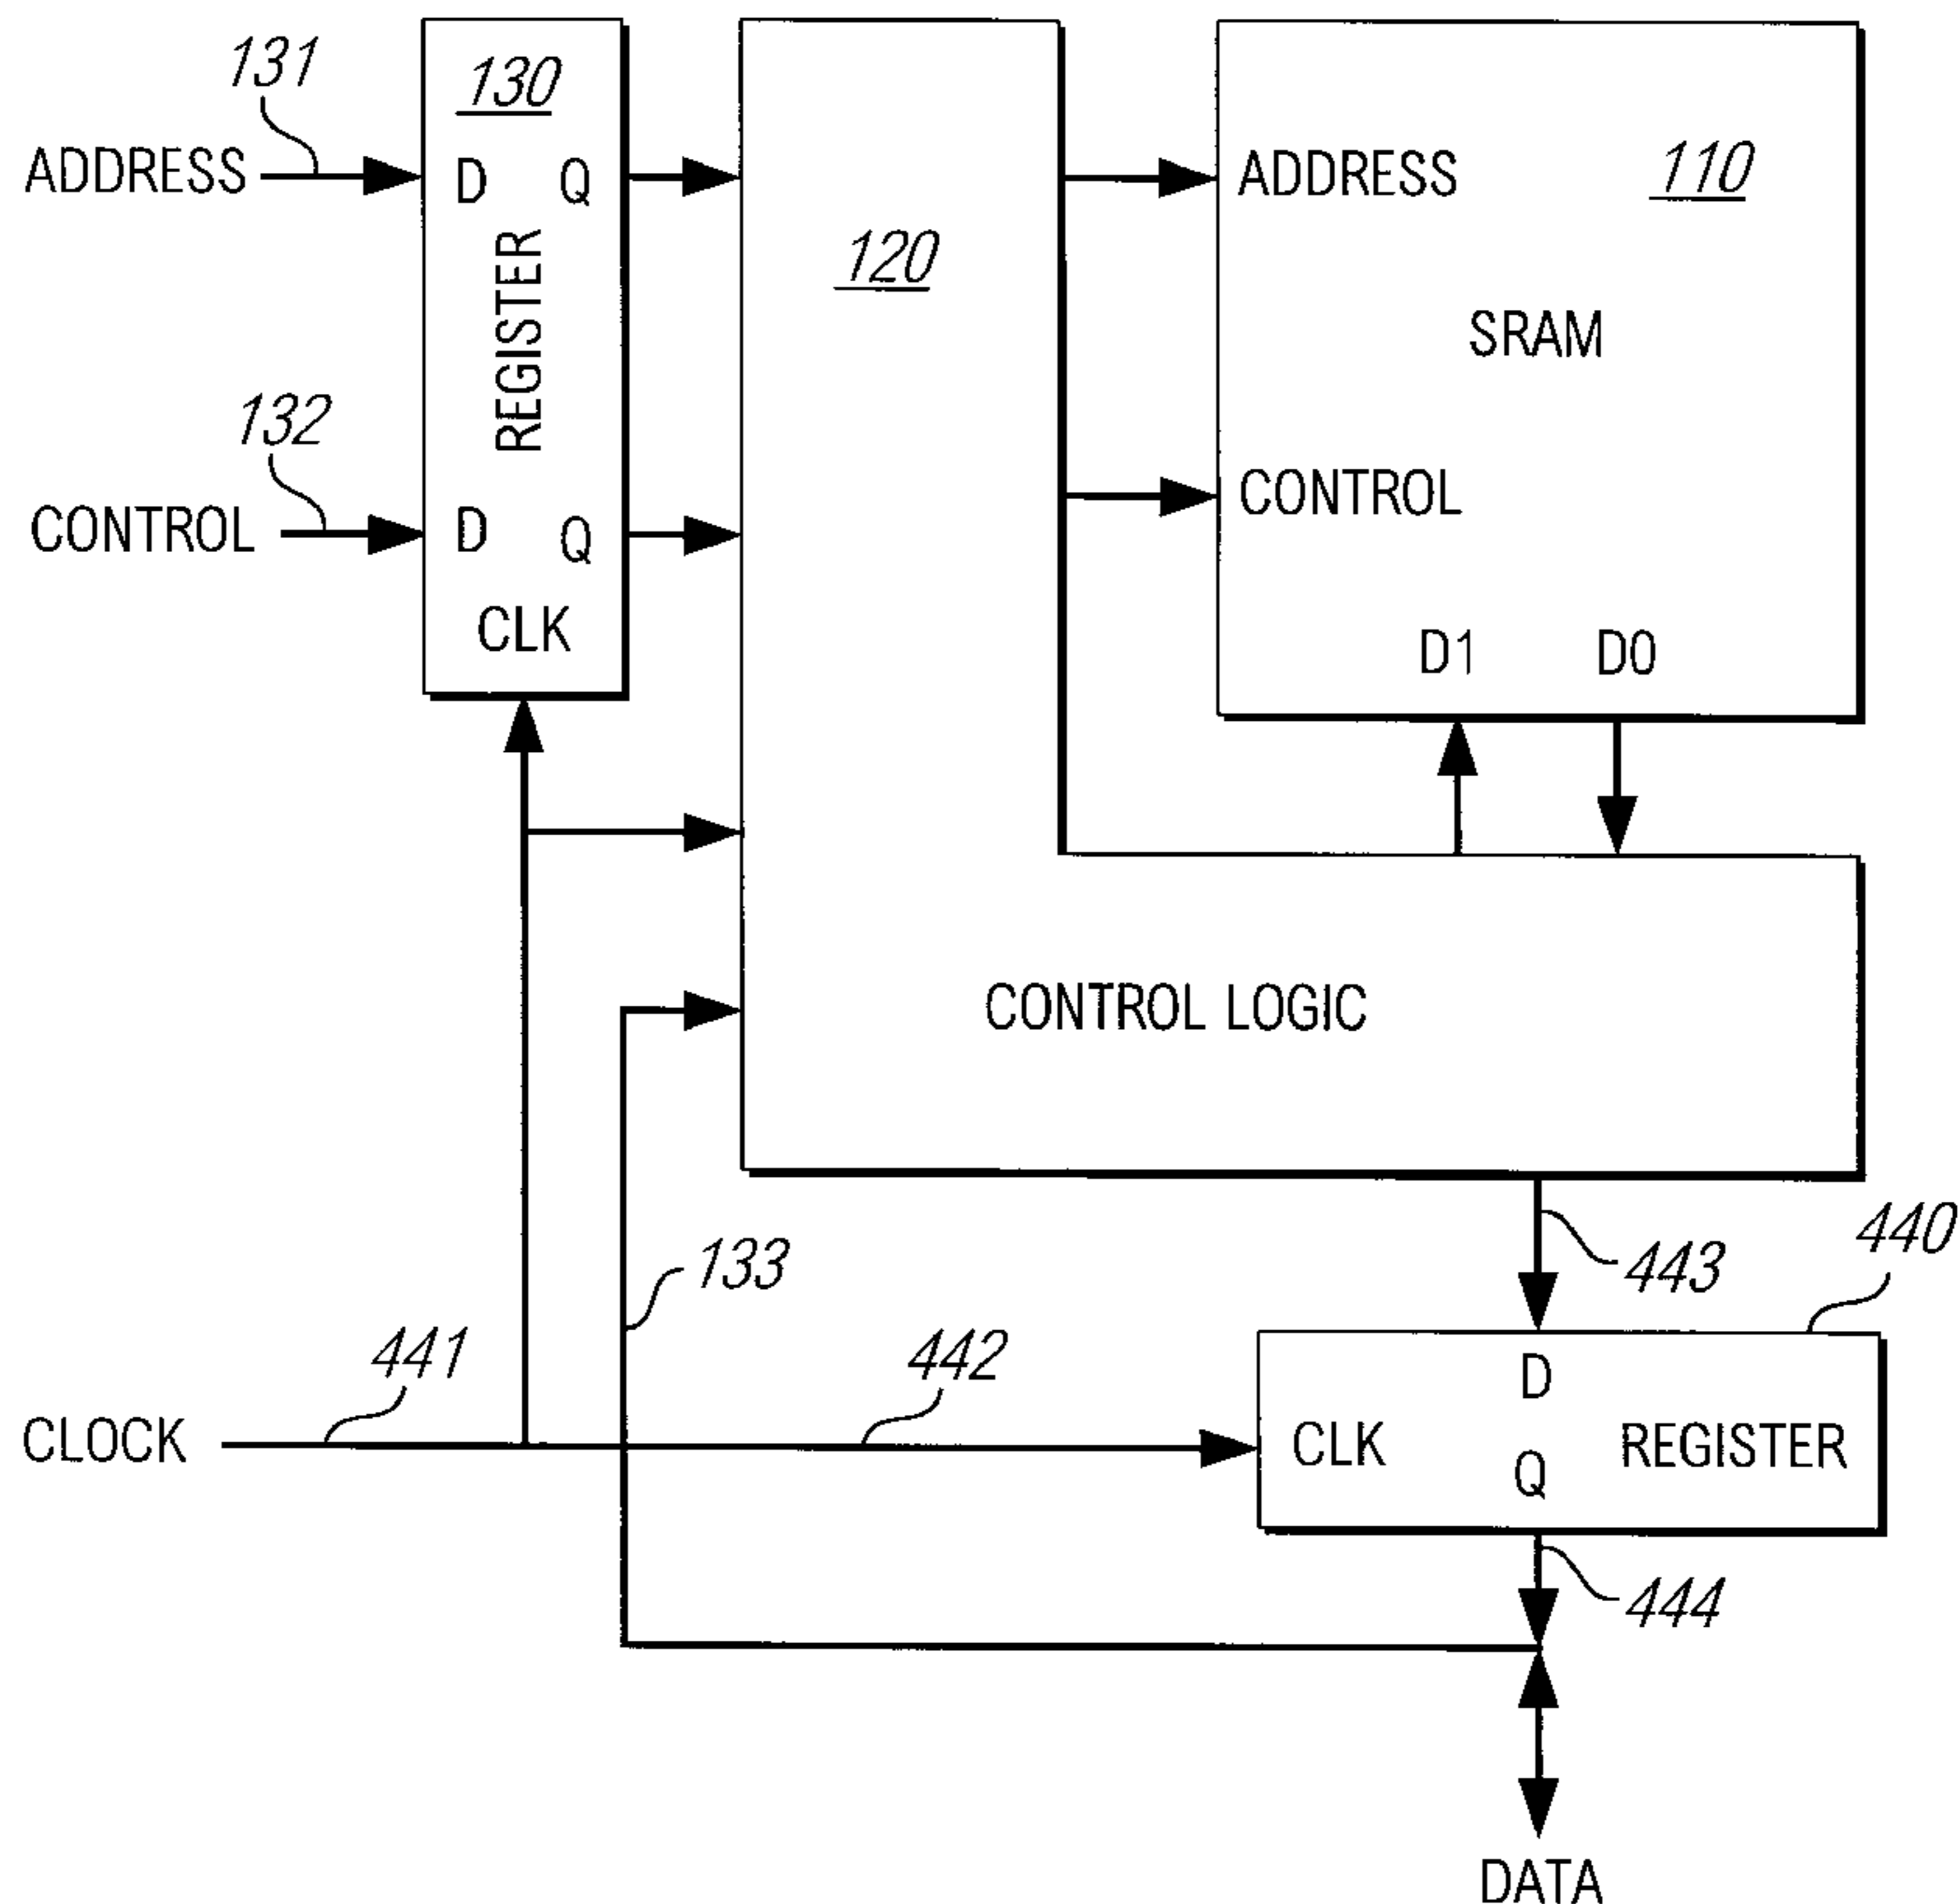 131
130
ADDRESS
D Q
REGISTER
120
ADDRESS
110
SRAM
132
CONTROL
D Q
CLK
CONTROL
D1 D0
CONTROL LOGIC
133
443
440
441
442
CLOCK
D
CLK
REGISTER
Q
444
DATA